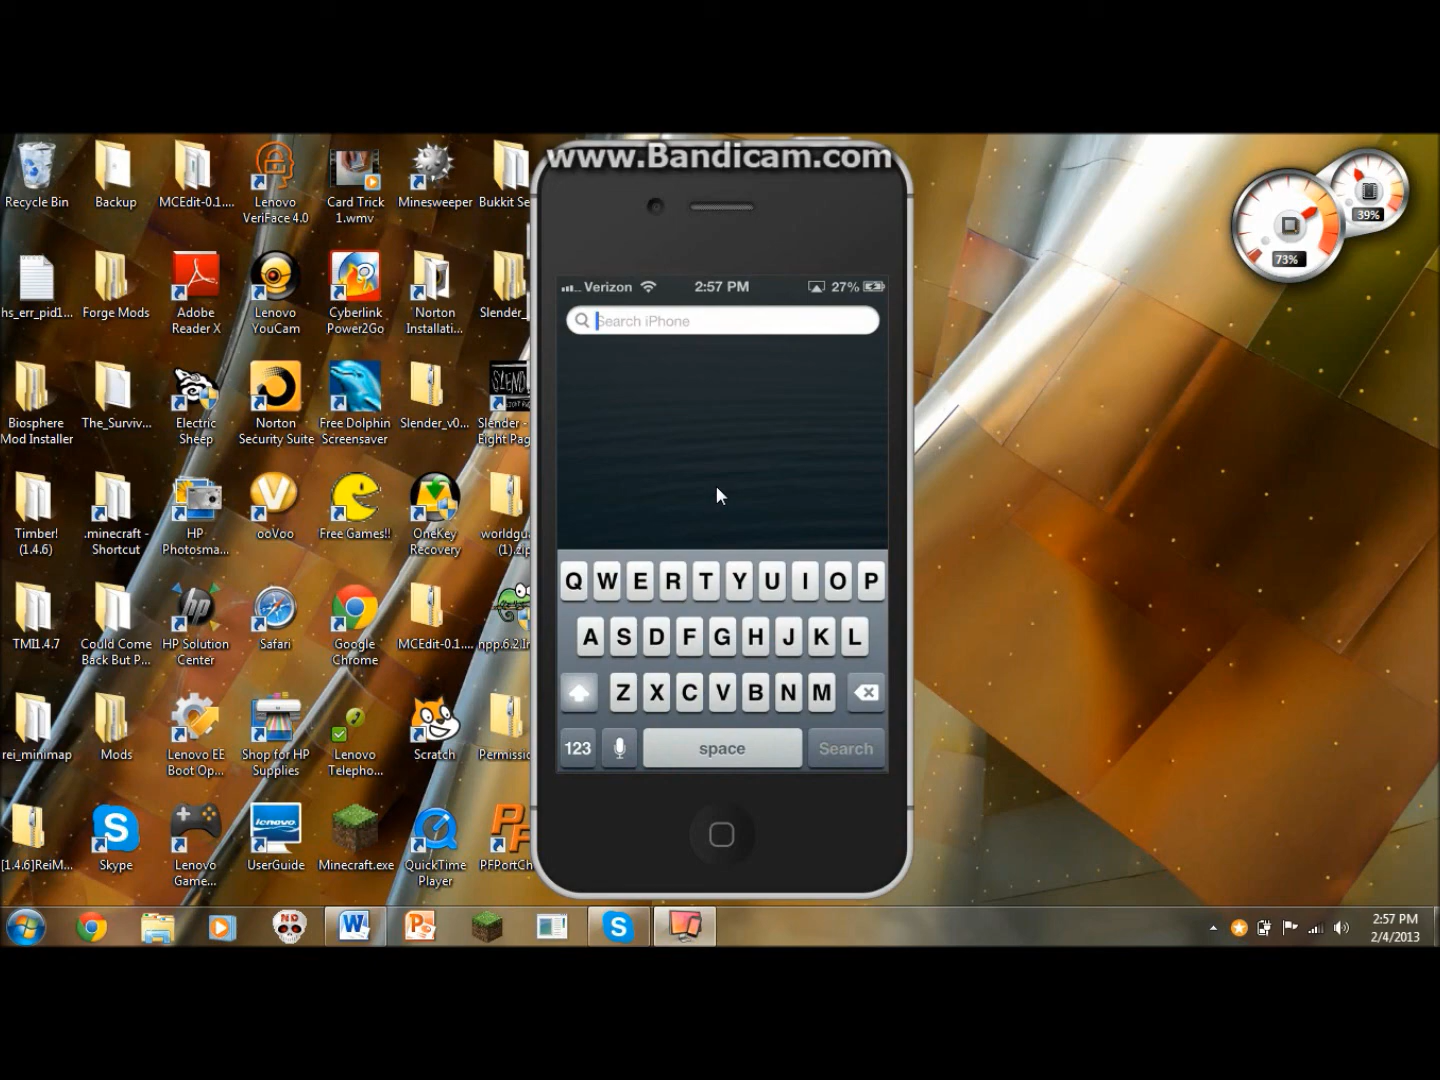 www.Bandicam.com
Recycle Bin
Backup
MCEdit-0.1....
Lenovo
VeriFace 4.0
Card Trick
1.wmv
Minesweeper
Bukkit Se
39%
73%
hs_err_pid1...
Forge Mods
Adobe
Reader X
Lenovo
YouCam
Cyberlink
Power2Go
Norton
Installati...
Slender_
Verizon
2:57 PM
27%
Search iPhone
Biosphere
Mod Installer
The_Surviv...
Electric
Sheep
Norton
Security Suite
Free Dolphin
Screensaver
Slender_v0...
SLEND
Slender -
Eight Pag
Timber!
(1.4.6)
.minecraft -
Shortcut
HP
Photosma...
ooVoo
Free Games!!
OneKey
Recovery
worldgu
(1).zip
Q W E R T Y U I O P
A S D F G H J K L
Z X C V B N M
123
space
Search
TMI1.4.7
Could Come
Back But P...
hp
HP Solution
Center
Safari
Google
Chrome
MCEdit-0.1....
npp.6.2.In
rei_minimap
Mods
Lenovo EE
Boot Op...
Shop for HP
Supplies
Lenovo
Telepho...
Scratch
Permissi
[1.4.6]ReiM...
Skype
Lenovo
Game...
lenovo
UserGuide
Minecraft.exe
QuickTime
Player
PF
PFPortCh
2:57 PM
2/4/2013